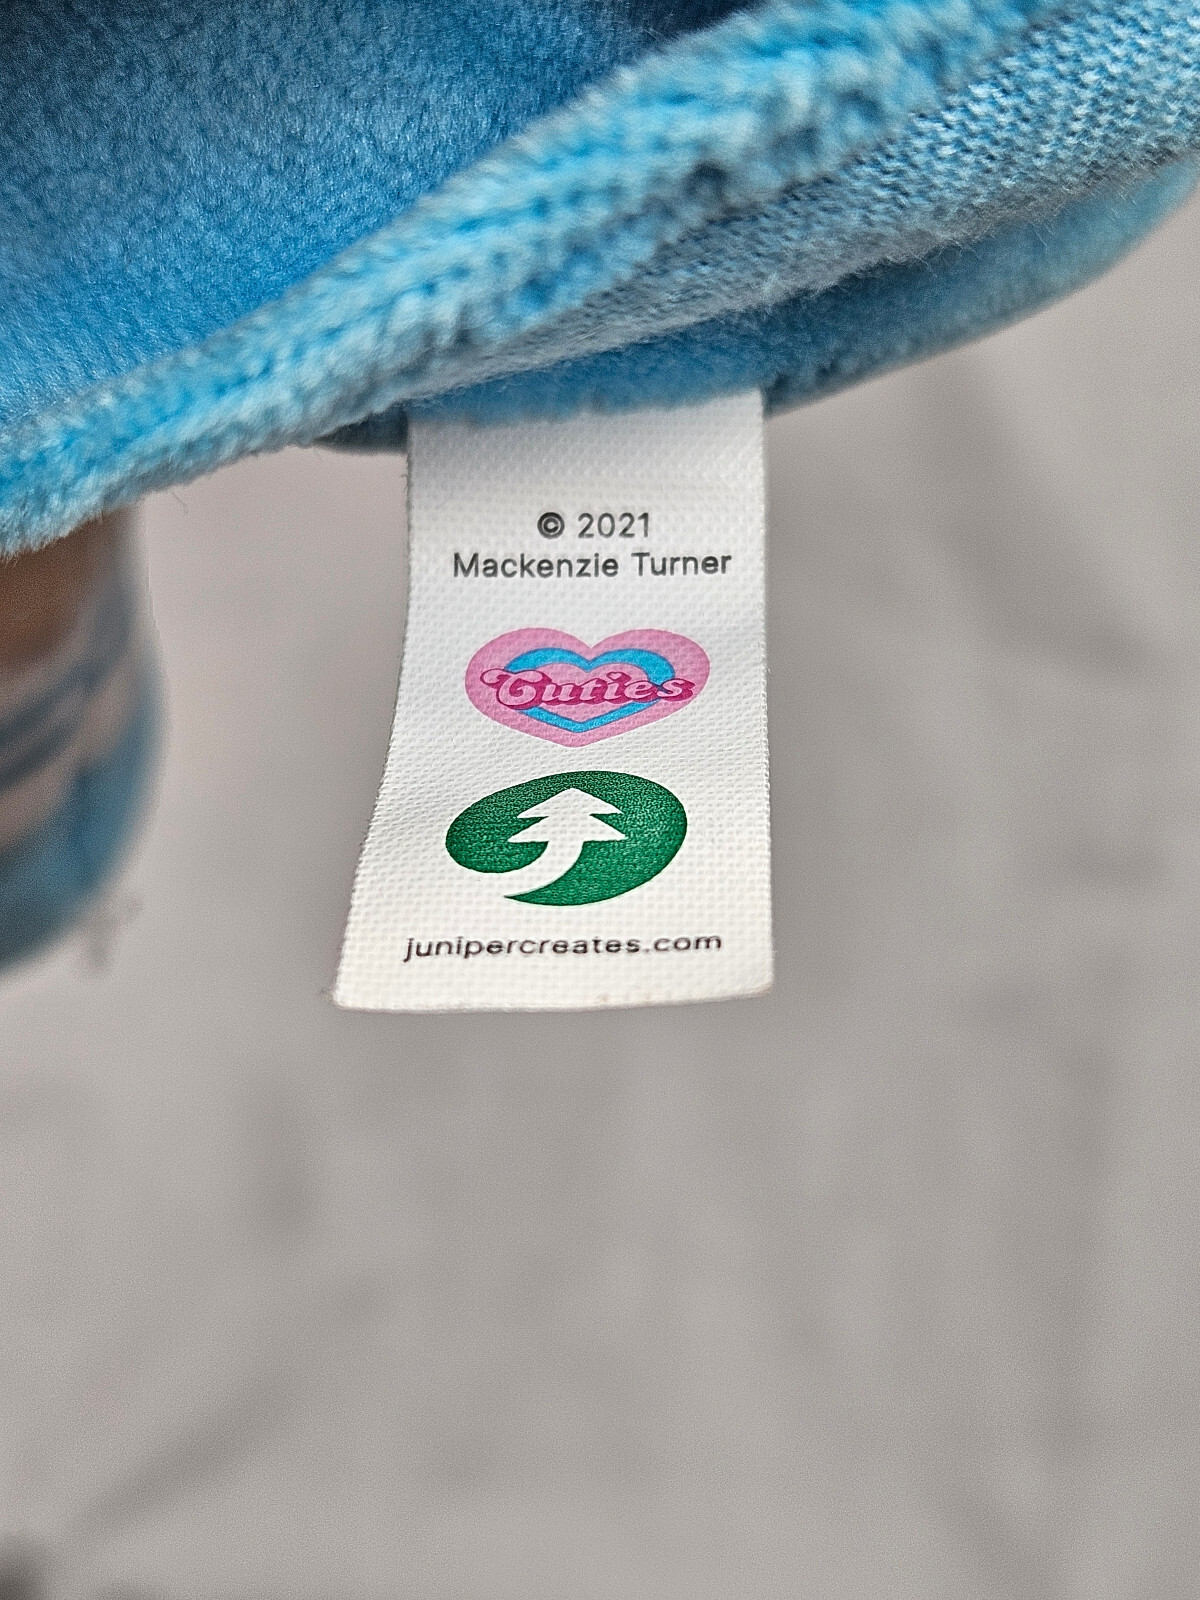 © 2021
Mackenzie Turner
Cuties
junipercreates.com